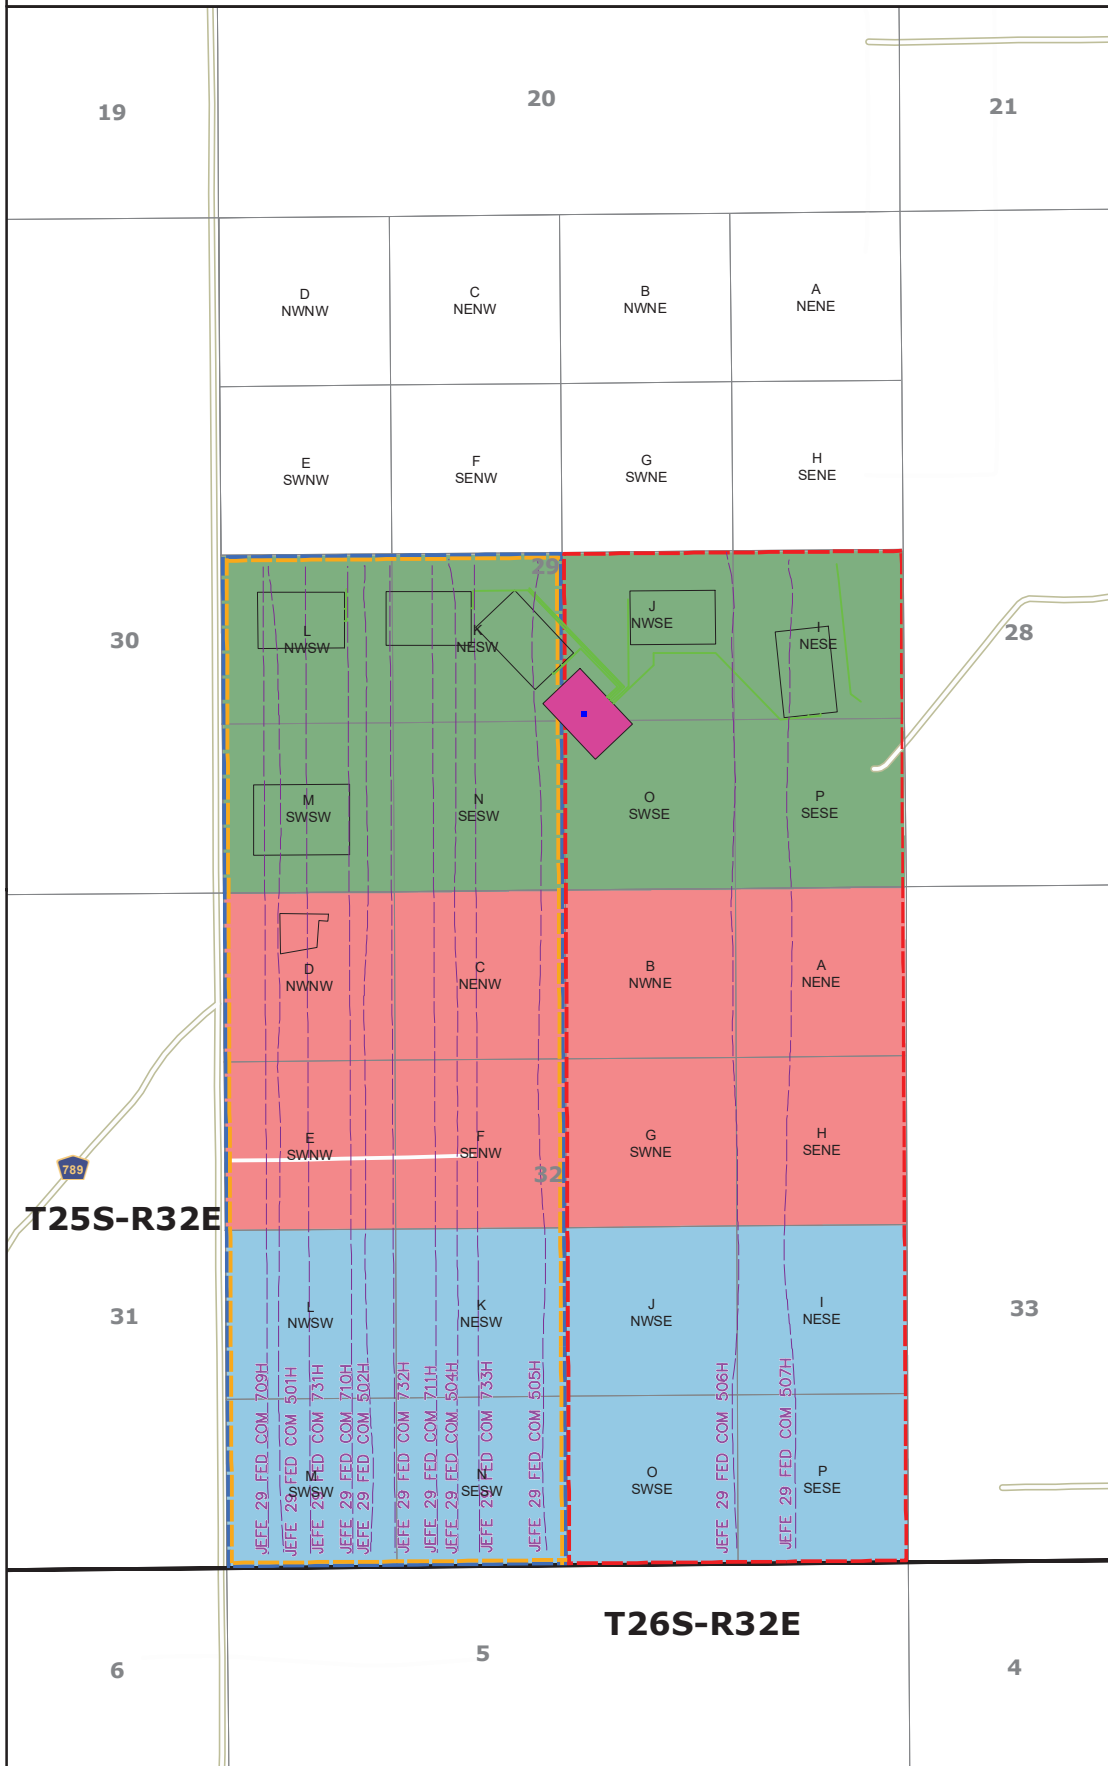 19
20
21
D
NWNW
C
NENW
B
NWNE
A
NENE
E
SWNW
F
SENW
G
SWNE
H
SENE
29
30
28
L
NWSW
K
NESW
J
NWSE
I
NESE
M
SWSW
N
SESW
O
SWSE
P
SESE
D
NWNW
C
NENW
B
NWNE
A
NENE
E
SWNW
F
SENW
G
SWNE
H
SENE
32
789
T25S-R32E
31
33
L
NWSW
K
NESW
J
NWSE
I
NESE
M
SWSW
N
SESW
O
SWSE
P
SESE
JEFE 29 FED COM 709H
JEFE 29 FED COM 501H
JEFE 29 FED COM 731H
JEFE 29 FED COM 710H
JEFE 29 FED COM 502H
JEFE 29 FED COM 732H
JEFE 29 FED COM 711H
JEFE 29 FED COM 504H
JEFE 29 FED COM 733H
JEFE 29 FED COM 505H
JEFE 29 FED COM 506H
JEFE 29 FED COM 507H
T26S-R32E
6
5
4